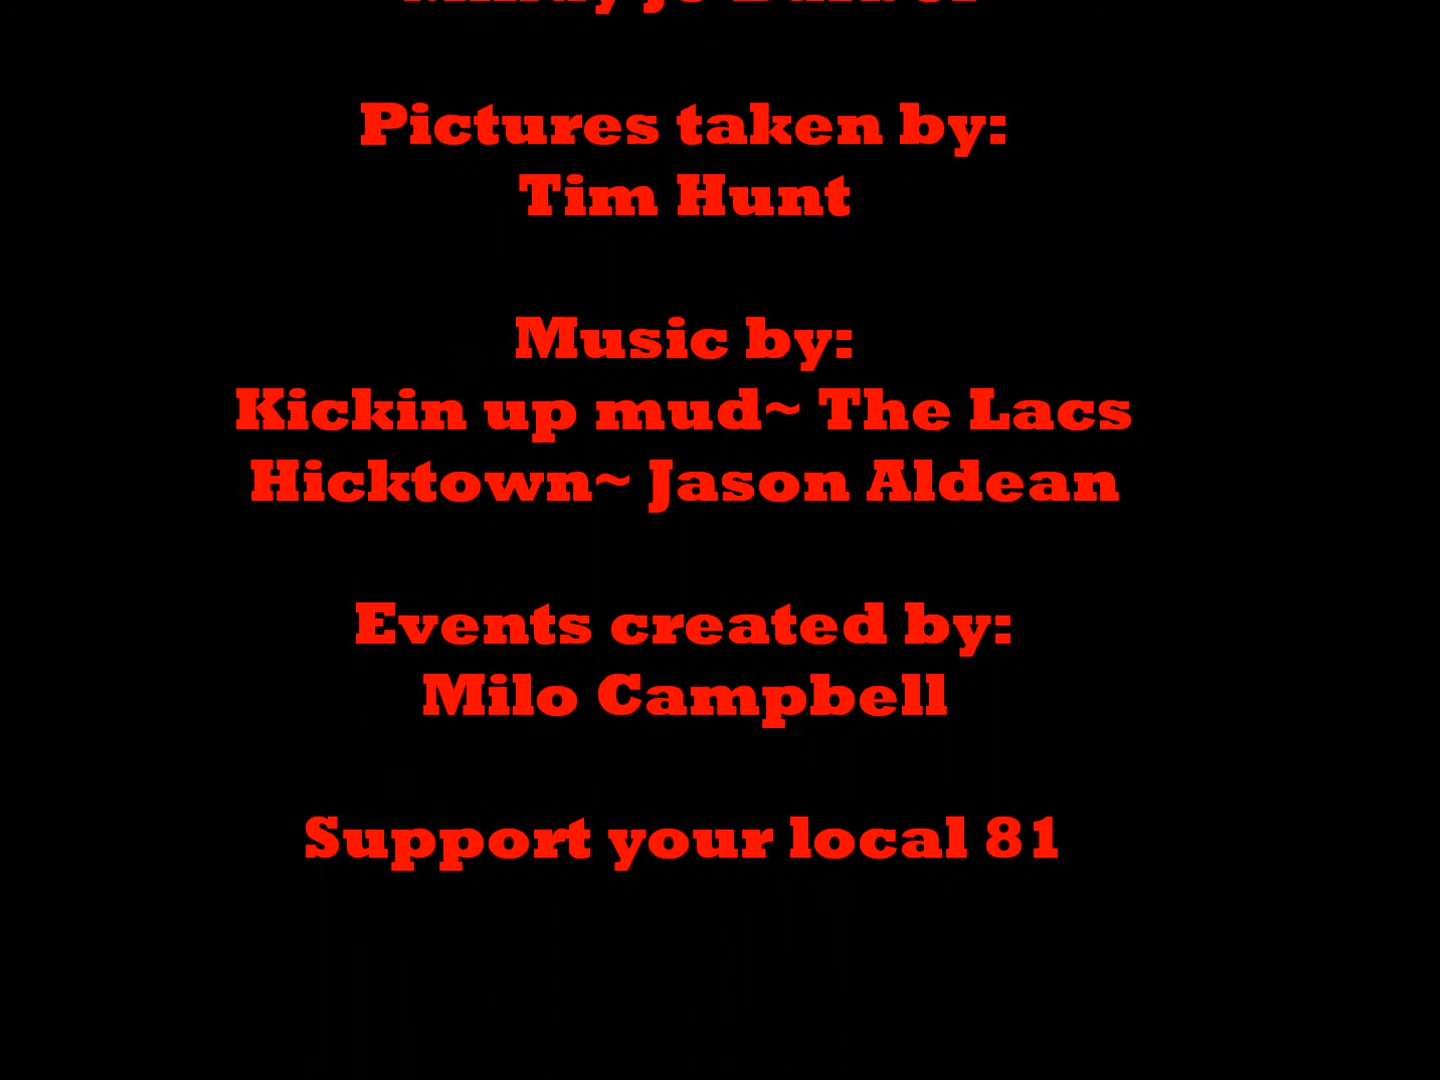 Pictures taken by:
Tim Hunt
Music by:
Kickin up mud~ The Lacs
Hicktown~ Jason Aldean
Events created by:
Milo Campbell
Support your local 81